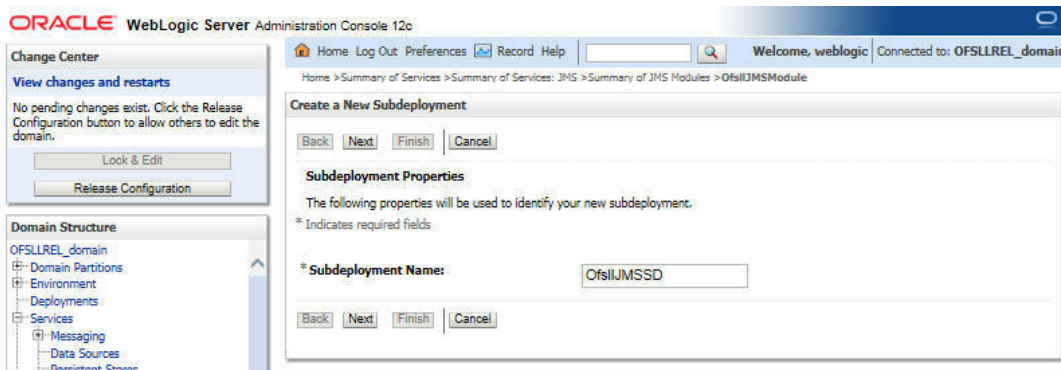 ORACLE WebLogic Server Administration Console 12c
Change Center
View changes and restarts
No pending changes exist. Click the Release
Configuration button to allow others to edit the
domain.
Lock & Edit
Release Configuration
Domain Structure
OFSLLREL_domain
Domain Partitions
Environment
Deployments
Services
Messaging
Data Sources
Persistent Stores
Home Log Out Preferences Record Help
Welcome, weblogic Connected to: OFSLLREL_domain
Home >Summary of Services >Summary of Services: JMS >Summary of JMS Modules >OfsllJMSModule
Create a New Subdeployment
Back Next Finish Cancel
Subdeployment Properties
The following properties will be used to identify your new subdeployment.
* Indicates required fields
* Subdeployment Name: OfsllJMSSD
Back Next Finish Cancel